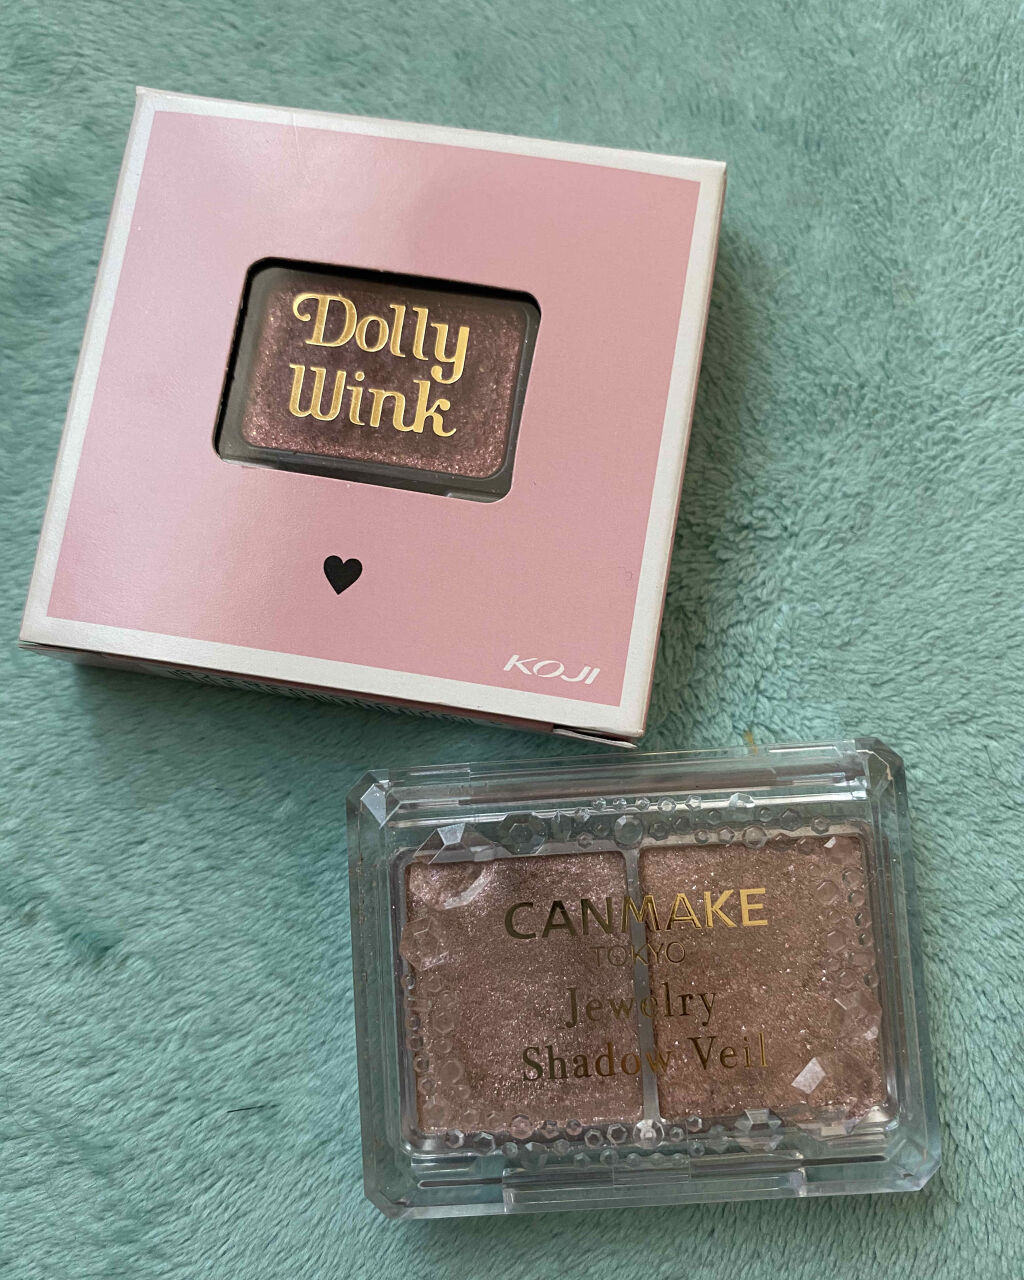 Dolly
Wink
KOJI
CANMAKE
TOKYO
Jewelry
Shadow Veil